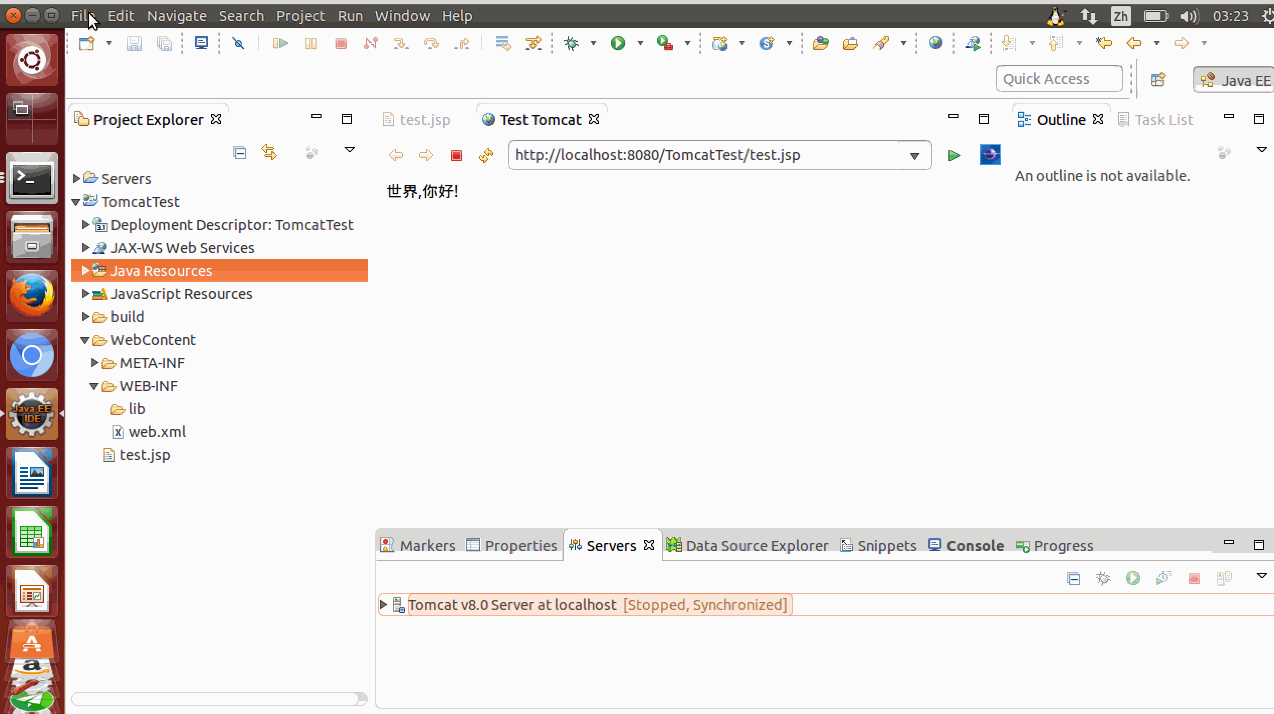 File Edit Navigate Search Project Run Window Help
Zh
03:23
Quick Access
Java EE
Project Explorer
test.jsp
Test Tomcat
Outline
Task List
http://localhost:8080/TomcatTest/test.jsp
世界,你好!
An outline is not available.
Servers
TomcatTest
Deployment Descriptor: TomcatTest
JAX-WS Web Services
Java Resources
JavaScript Resources
build
WebContent
META-INF
WEB-INF
lib
web.xml
test.jsp
Java EE
IDE
Markers Properties Servers Data Source Explorer Snippets Console Progress
Tomcat v8.0 Server at localhost [Stopped, Synchronized]